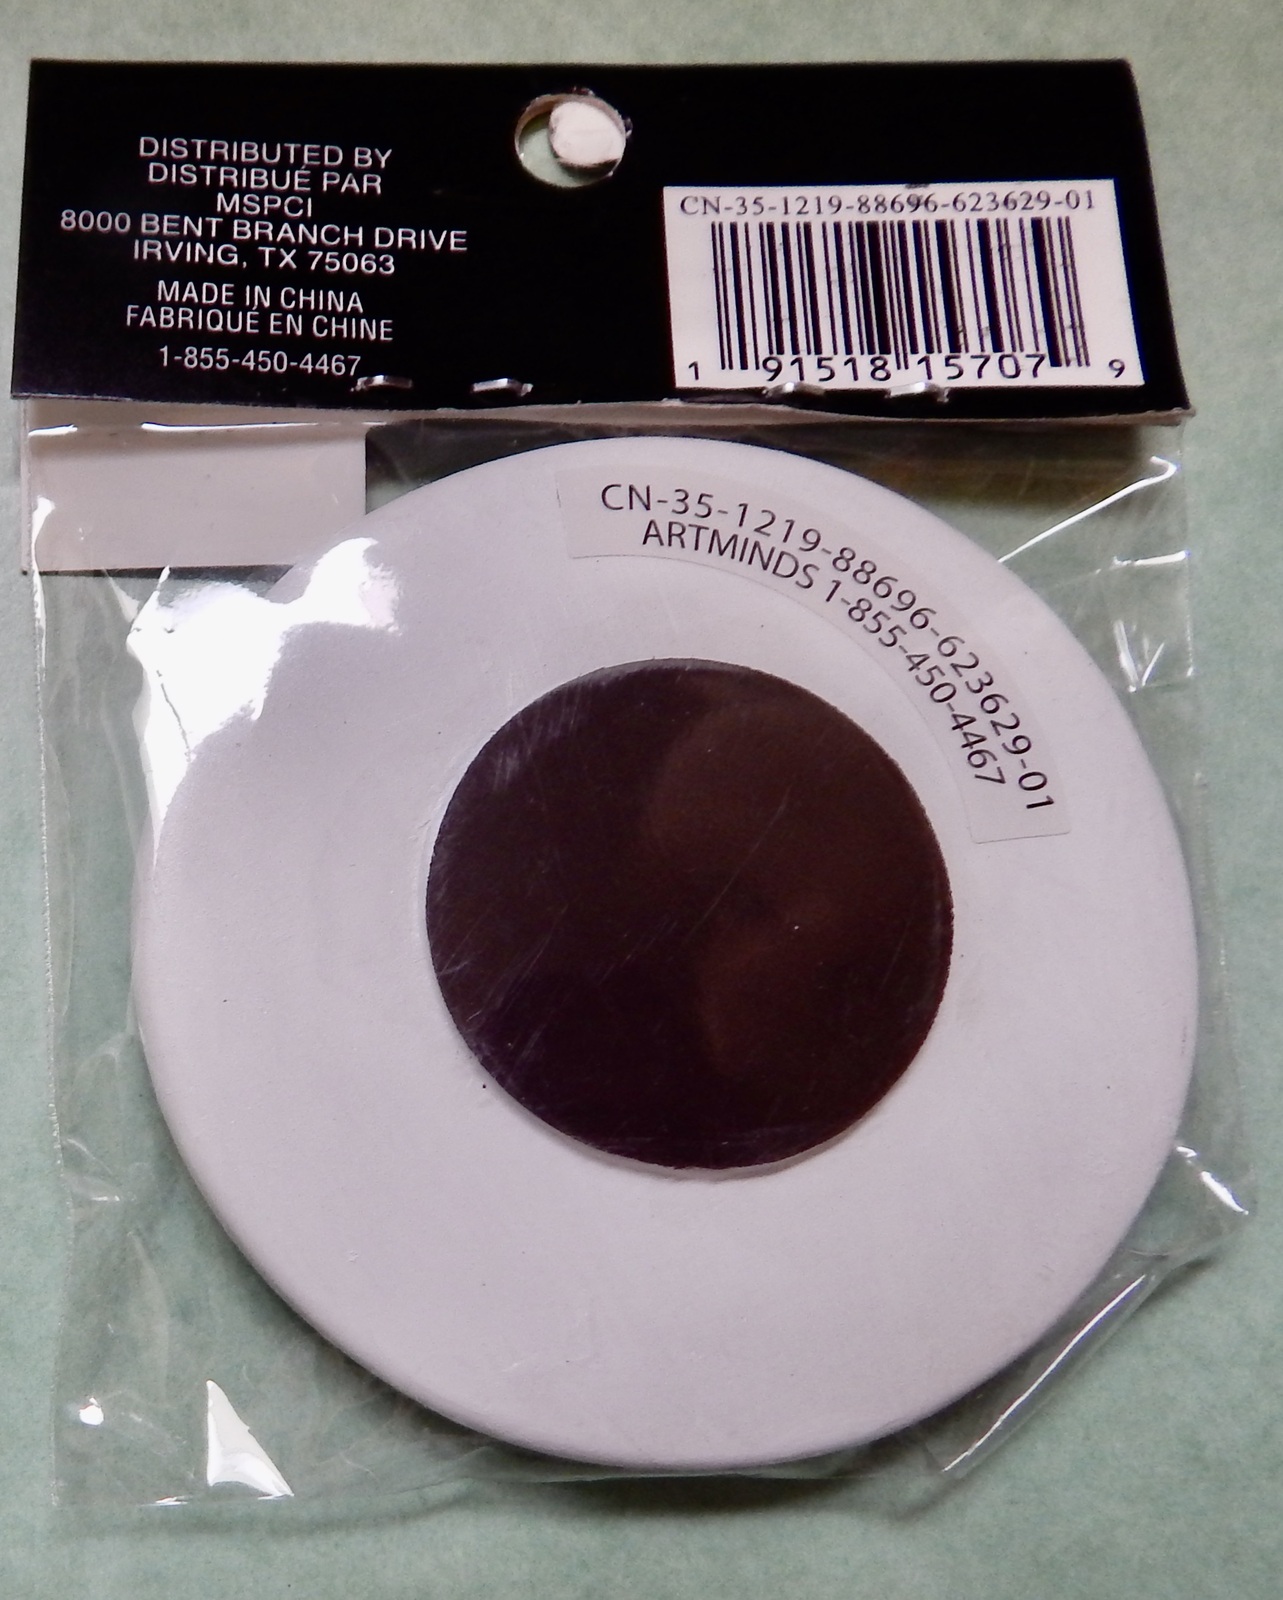 DISTRIBUTED BY
DISTRIBUÉ PAR
MSPCI
8000 BENT BRANCH DRIVE
IRVING, TX 75063
MADE IN CHINA
FABRIQUÉ EN CHINE
1-855-450-4467
CN-35-1219-88696-623629-01
1 91518 15707 9
CN-35-1219-88696-623629-01
ARTMINDS 1-855-450-4467